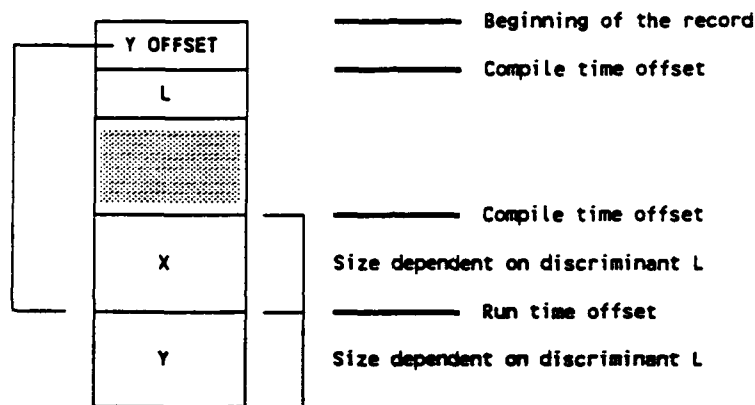 Beginning of the record
Y OFFSET
Compile time offset
L
Compile time offset
X
Size dependent on discriminant L
Run time offset
Y
Size dependent on discriminant L